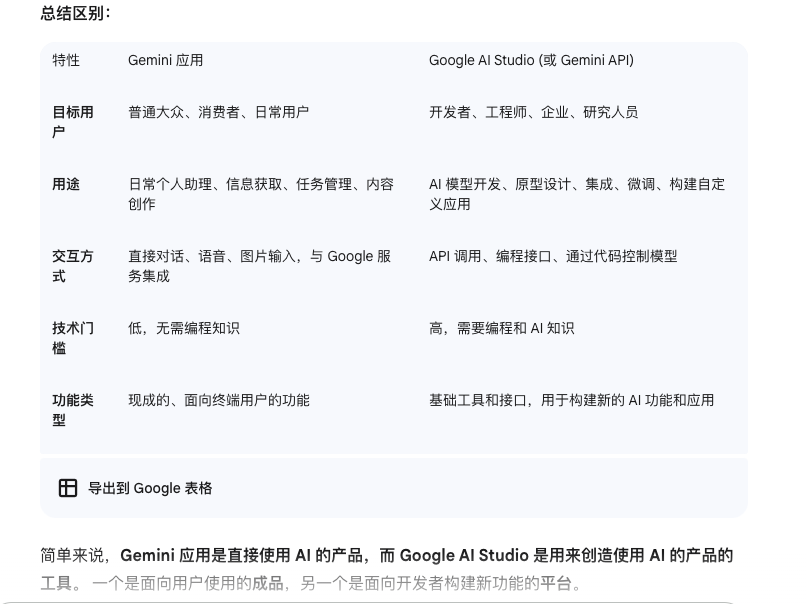 总结区别：
特性 Gemini 应用 Google AI Studio (或 Gemini API)
目标用户 普通大众、消费者、日常用户 开发者、工程师、企业、研究人员
用途 日常个人助理、信息获取、任务管理、内容 AI 模型开发、原型设计、集成、微调、构建自定
创作 义应用
交互方 直接对话、语音、图片输入，与 Google 服 API 调用、编程接口、通过代码控制模型
式 务集成
技术门 低，无需编程知识 高，需要编程和 AI 知识
槛
功能类 现成的、面向终端用户的功能 基础工具和接口，用于构建新的 AI 功能和应用
型
导出到 Google 表格
简单来说，Gemini 应用是直接使用 AI 的产品，而 Google AI Studio 是用来创造使用 AI 的产品的
工具。 一个是面向用户使用的成品，另一个是面向开发者构建新功能的平台。